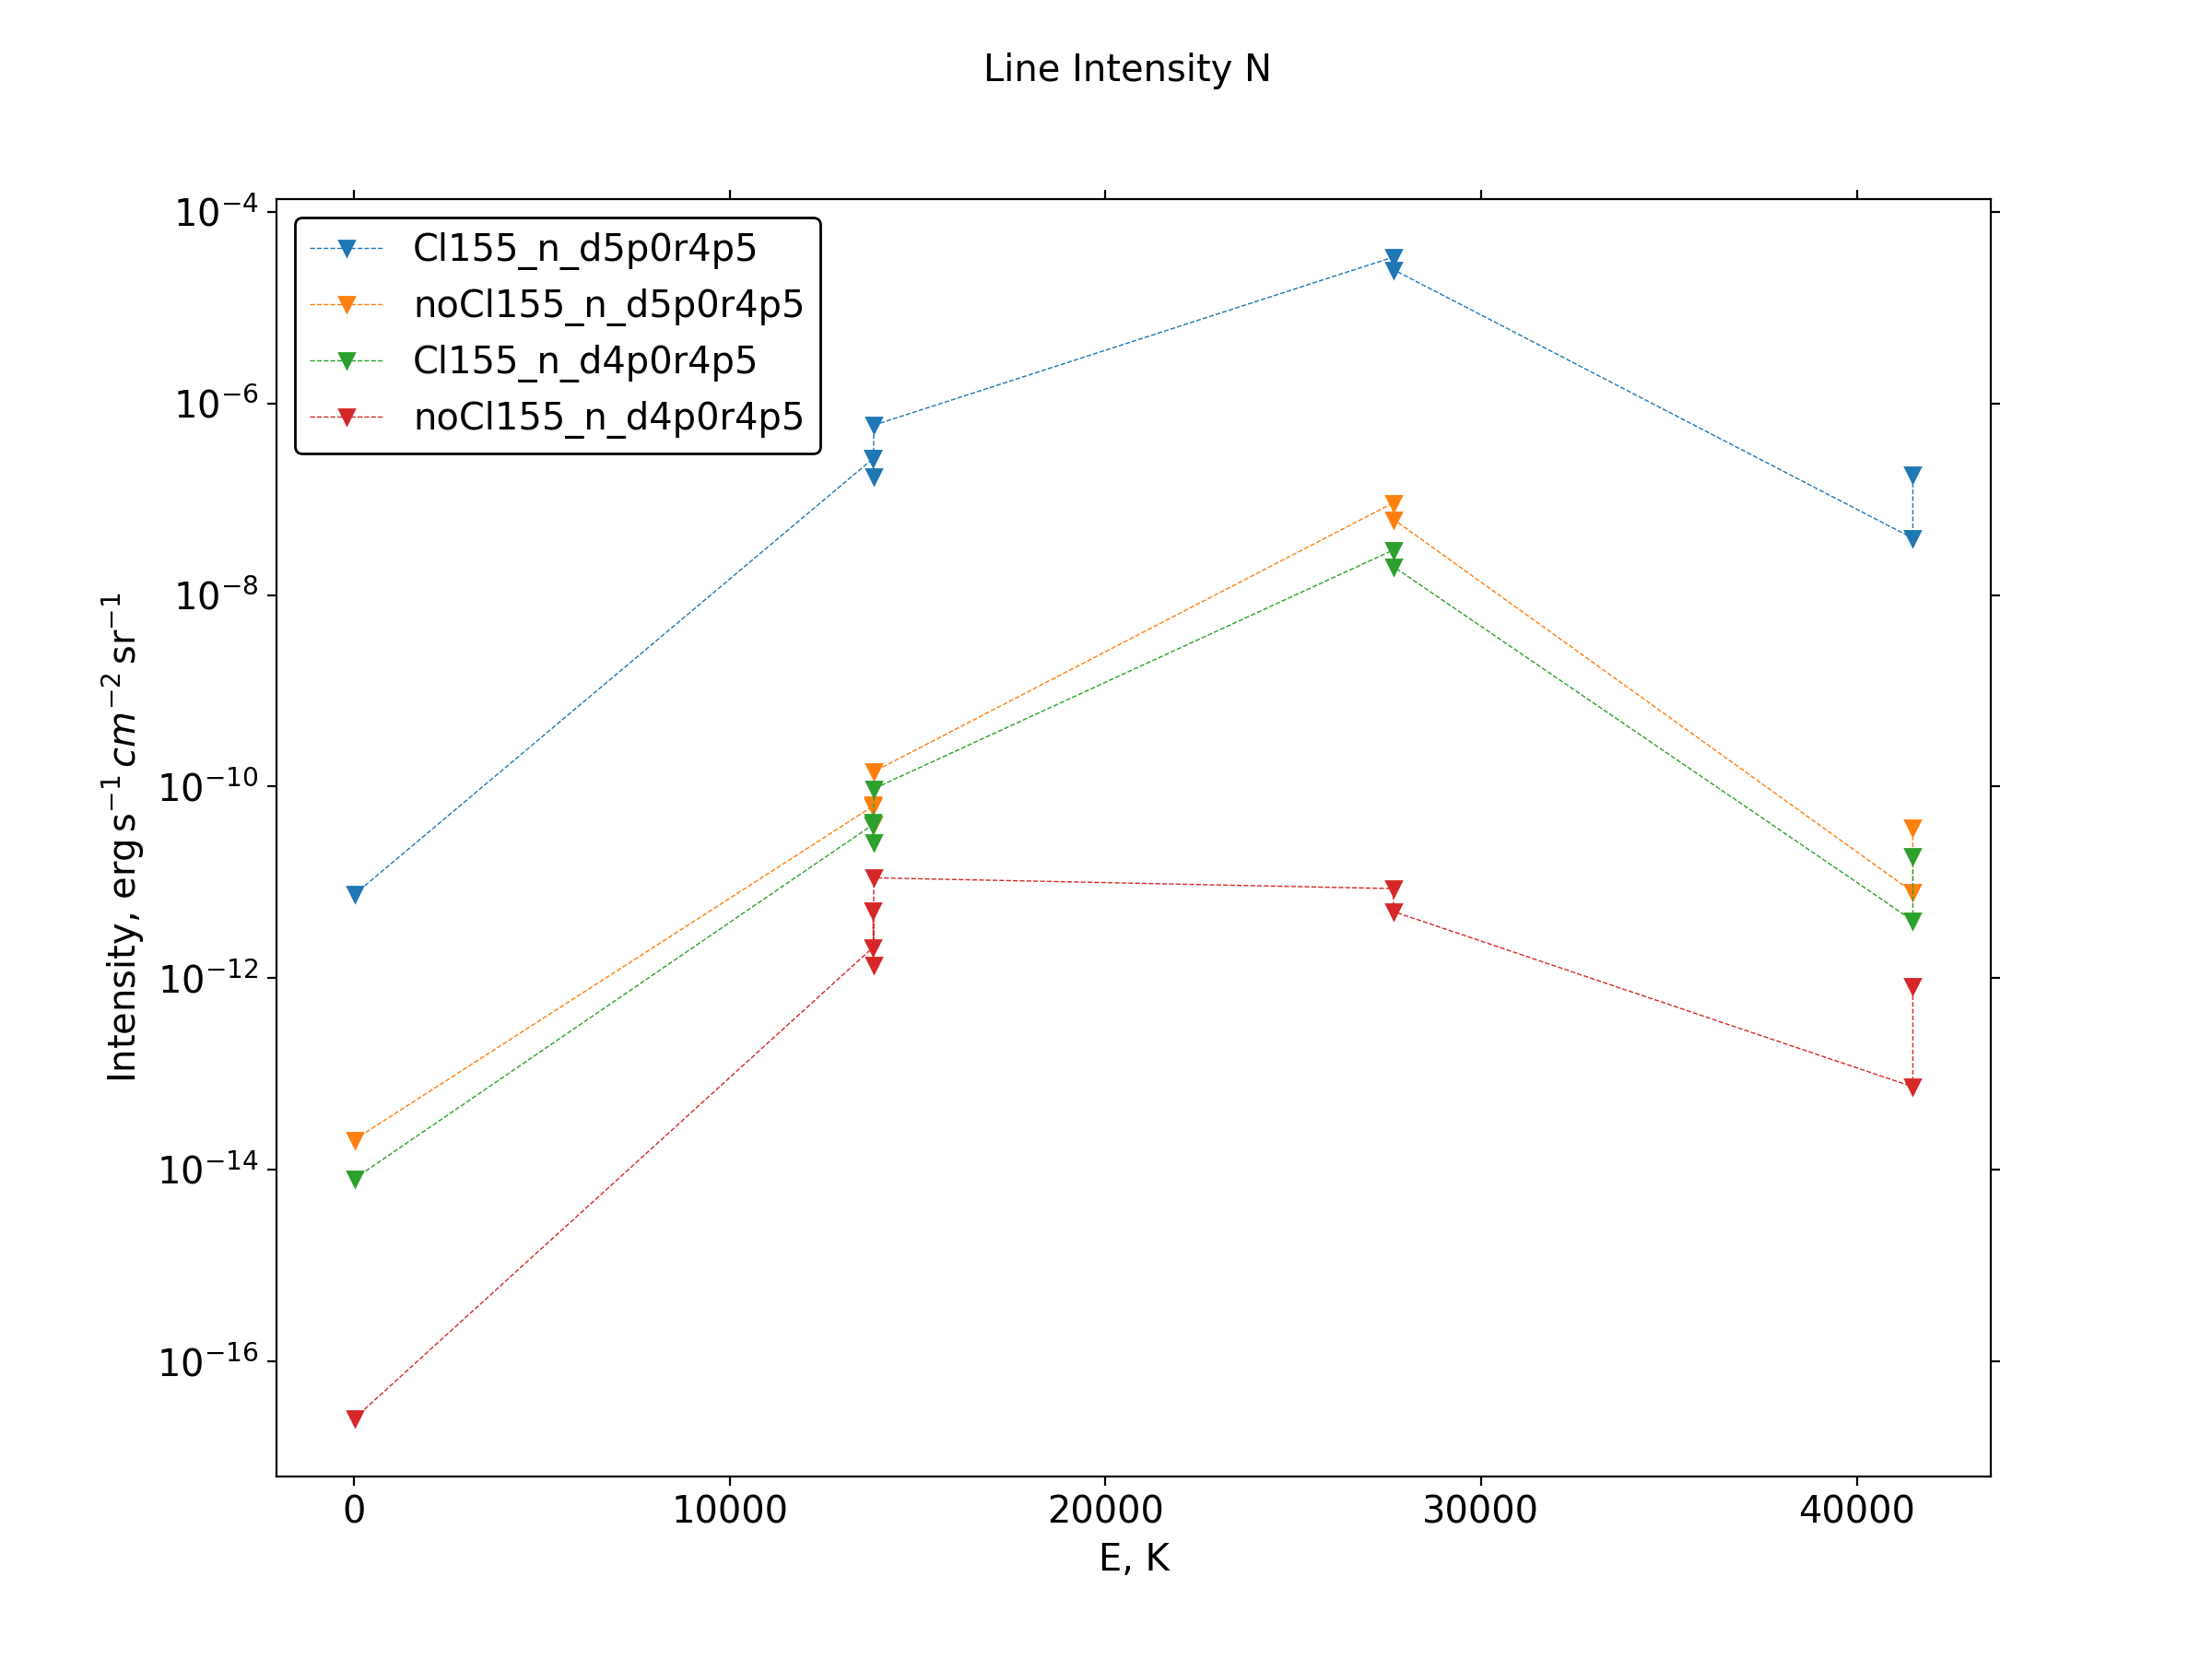 Line Intensity N
10⁻⁴
10⁻⁶
10⁻⁸
10⁻¹⁰
10⁻¹²
10⁻¹⁴
10⁻¹⁶
Intensity, erg s⁻¹ cm⁻² sr⁻¹
Cl155_n_d5p0r4p5
noCl155_n_d5p0r4p5
Cl155_n_d4p0r4p5
noCl155_n_d4p0r4p5
0 10000 20000 30000 40000
E, K